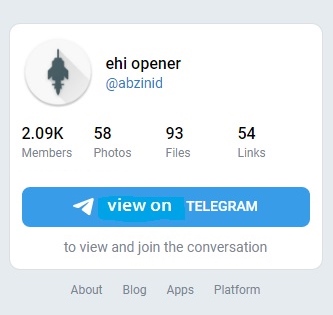 ehi opener
@abzinid
2.09K 58 93 54
Members Photos Files Links
view on TELEGRAM
to view and join the conversation
About Blog Apps Platform